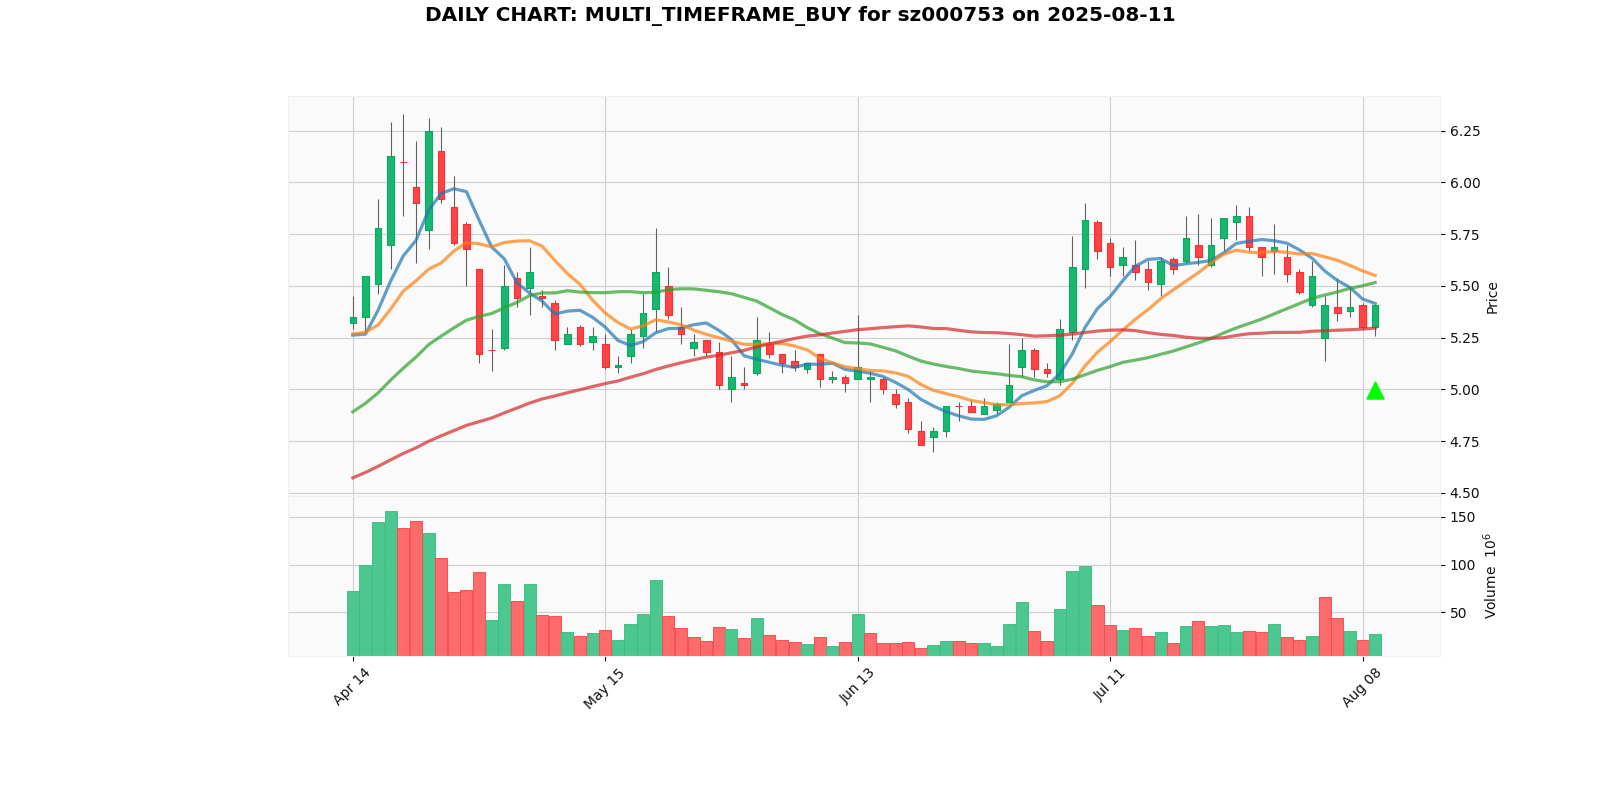 DAILY CHART: MULTI_TIMEFRAME_BUY for sz000753 on 2025-08-11
6.25
6.00
5.75
5.50
5.25
5.00
4.75
4.50
Price
150
100
50
Volume 10⁶
Apr 14
May 15
Jun 13
Jul 11
Aug 08